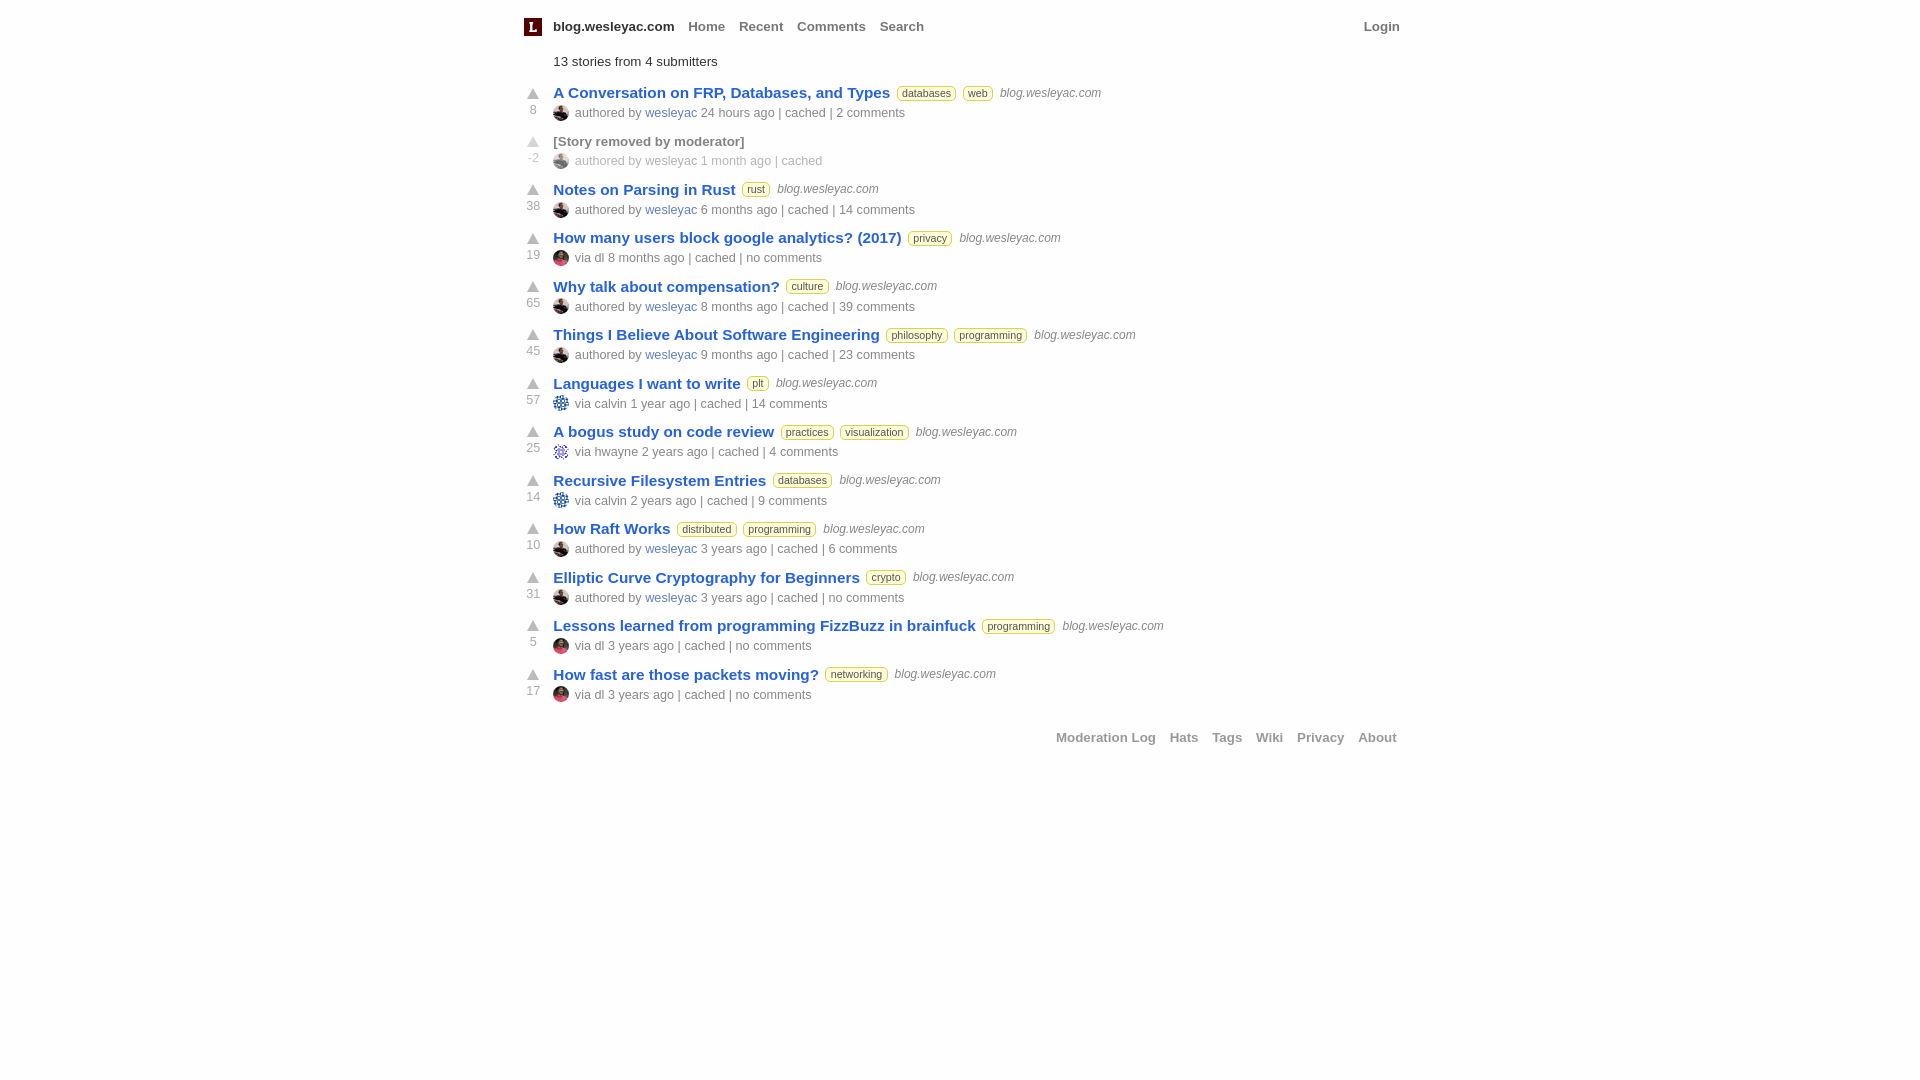 L blog.wesleyac.com Home Recent Comments Search Login
13 stories from 4 submitters
A Conversation on FRP, Databases, and Types databases web blog.wesleyac.com
8 authored by wesleyac 24 hours ago | cached | 2 comments
[Story removed by moderator]
-2 authored by wesleyac 1 month ago | cached
Notes on Parsing in Rust rust blog.wesleyac.com
38 authored by wesleyac 6 months ago | cached | 14 comments
How many users block google analytics? (2017) privacy blog.wesleyac.com
19 via dl 8 months ago | cached | no comments
Why talk about compensation? culture blog.wesleyac.com
65 authored by wesleyac 8 months ago | cached | 39 comments
Things I Believe About Software Engineering philosophy programming blog.wesleyac.com
45 authored by wesleyac 9 months ago | cached | 23 comments
Languages I want to write plt blog.wesleyac.com
57 via calvin 1 year ago | cached | 14 comments
A bogus study on code review practices visualization blog.wesleyac.com
25 via hwayne 2 years ago | cached | 4 comments
Recursive Filesystem Entries databases blog.wesleyac.com
14 via calvin 2 years ago | cached | 9 comments
How Raft Works distributed programming blog.wesleyac.com
10 authored by wesleyac 3 years ago | cached | 6 comments
Elliptic Curve Cryptography for Beginners crypto blog.wesleyac.com
31 authored by wesleyac 3 years ago | cached | no comments
Lessons learned from programming FizzBuzz in brainfuck programming blog.wesleyac.com
5 via dl 3 years ago | cached | no comments
How fast are those packets moving? networking blog.wesleyac.com
17 via dl 3 years ago | cached | no comments
Moderation Log Hats Tags Wiki Privacy About